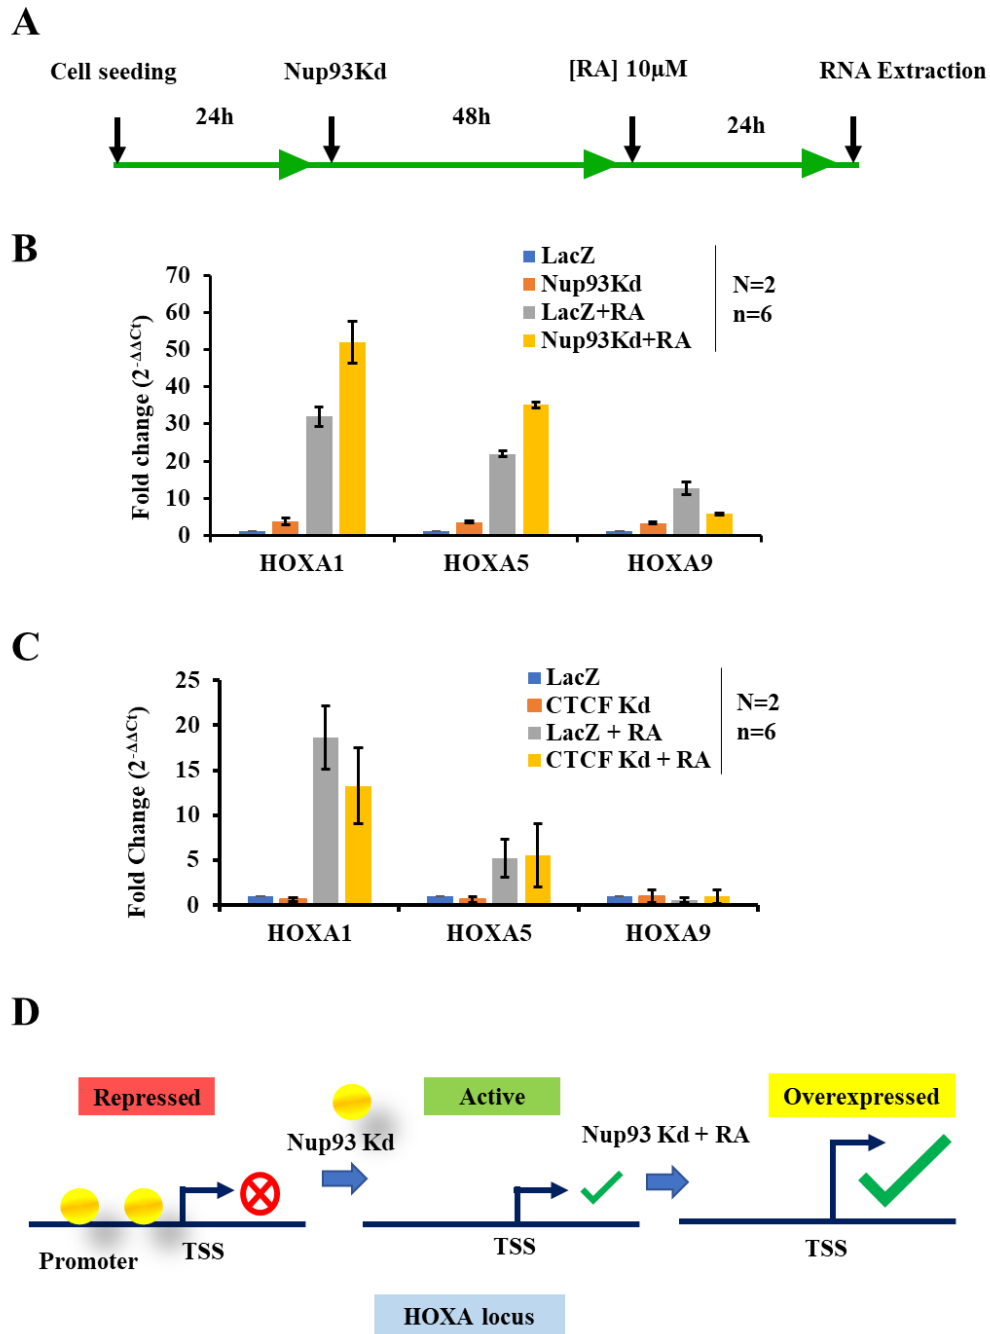 A
Cell seeding
Nup93Kd
[RA] 10µM
RNA Extraction
24h
48h
24h
B
LacZ
Nup93Kd
LacZ+RA
Nup93Kd+RA
N=2
n=6
Fold change (2-ΔΔCt)
70
60
50
40
30
20
10
0
HOXA1
HOXA5
HOXA9
C
LacZ
CTCF Kd
LacZ + RA
CTCF Kd + RA
N=2
n=6
Fold Change (2-ΔΔCt)
25
20
15
10
5
0
HOXA1
HOXA5
HOXA9
D
Repressed
Active
Overexpressed
Nup93 Kd
Nup93 Kd + RA
Promoter
TSS
TSS
TSS
HOXA locus